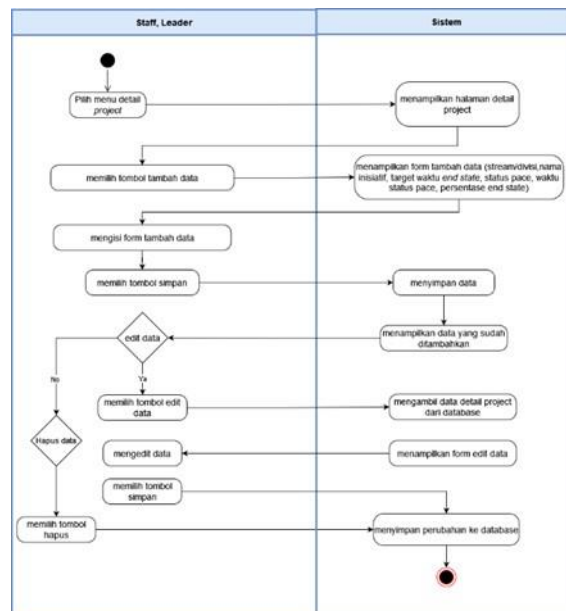 Staff, Leader
Sistem
Pilih menu detail
project
menampilkan halaman detail
project
memilih tombol tambah data
menampilkan form tambah data (stream/divisi,nama
inisiatif, target waktu end state, status pace, waktu
status pace, persentase end state)
mengisi form tambah data
memilih tombol simpan
menyimpan data
edit data
menampilkan data yang sudah
ditambahkan
No
Ya
memilih tombol edit
data
mengambil data detail project
dari database
Hapus data
mengedit data
menampilkan form edit data
memilih tombol
simpan
memilih tombol
hapus
menyimpan perubahan ke database